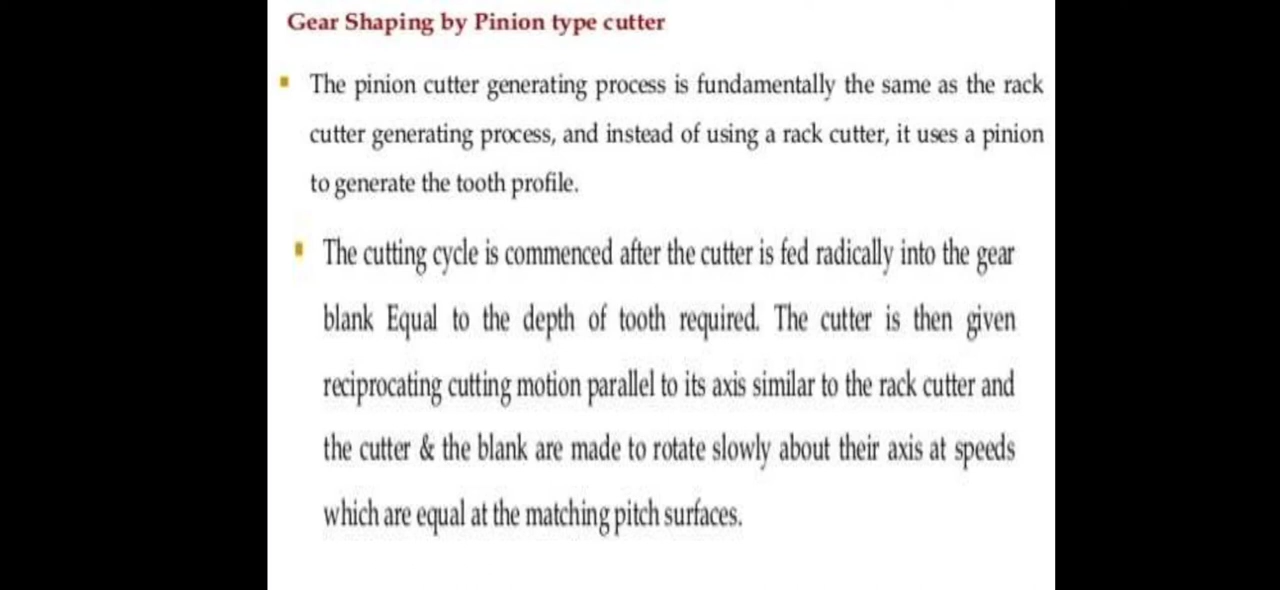 Gear Shaping by Pinion type cutter
The pinion cutter generating process is fundamentally the same as the rack
cutter generating process, and instead of using a rack cutter, it uses a pinion
to generate the tooth profile.
The cutting cycle is commenced after the cutter is fed radically into the gear
blank Equal to the depth of tooth required. The cutter is then given
reciprocating cutting motion parallel to its axis similar to the rack cutter and
the cutter & the blank are made to rotate slowly about their axis at speeds
which are equal at the matching pitch surfaces.